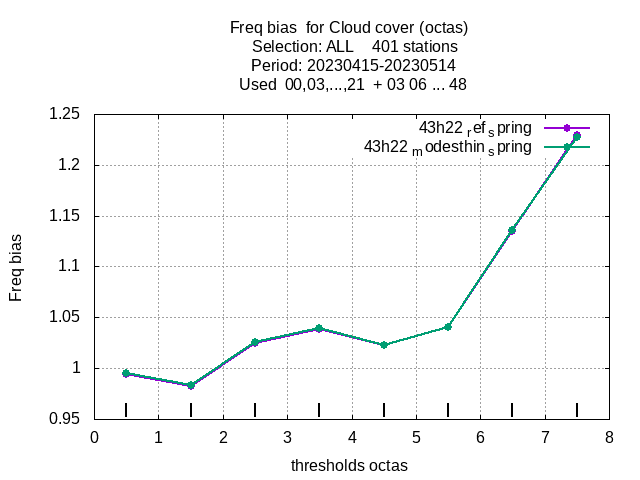 Freq bias  for Cloud cover (octas)
Selection: ALL    401 stations
Period: 20230415-20230514
Used  00,03,...,21  + 03 06 ... 48
43h22 ref spring
43h22 modesthin spring
1.25
1.2
1.15
1.1
1.05
1
0.95
Freq bias
0 1 2 3 4 5 6 7 8
thresholds octas